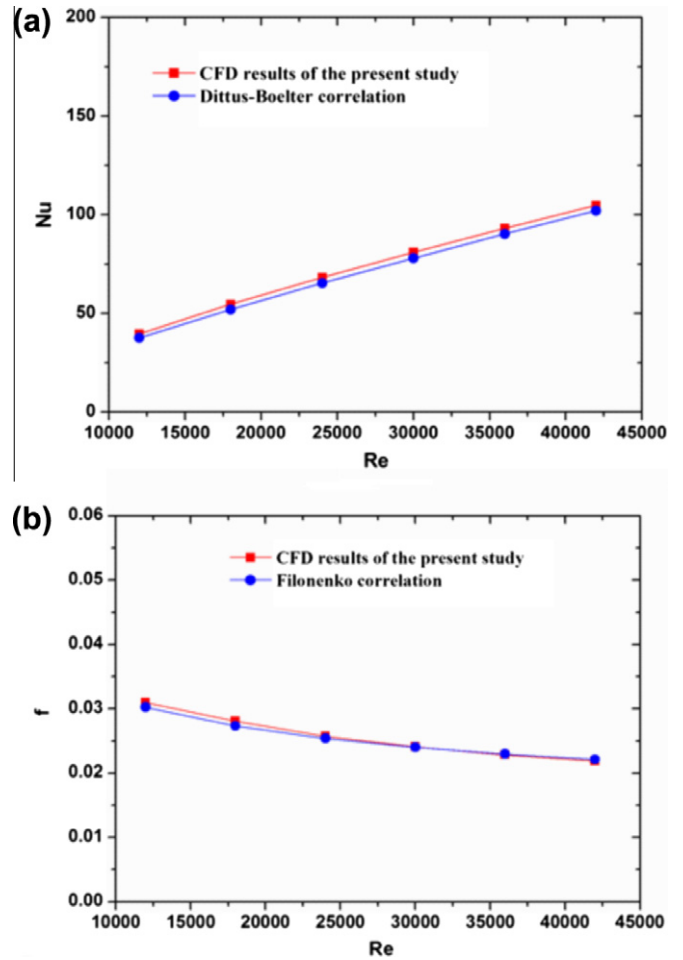 (a)
200
150
100
50
0
Nu
CFD results of the present study
Dittus-Boelter correlation
10000 15000 20000 25000 30000 35000 40000 45000
Re
(b)
0.06
0.05
0.04
0.03
0.02
0.01
0.00
f
CFD results of the present study
Filonenko correlation
10000 15000 20000 25000 30000 35000 40000 45000
Re